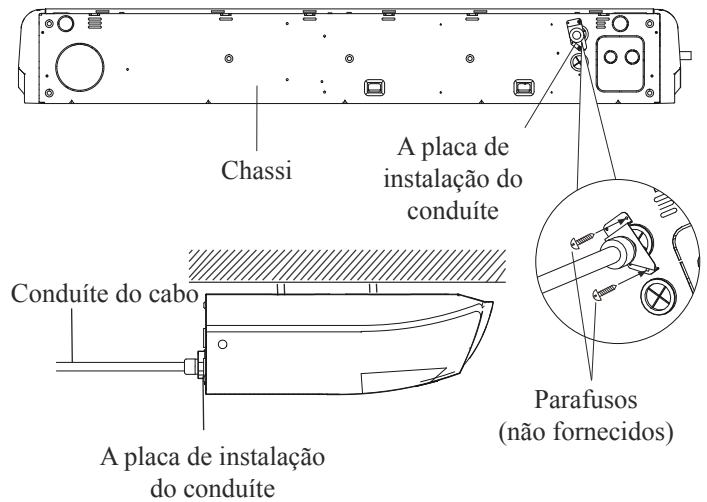 Chassi
A placa de
instalação do
conduíte
Conduíte do cabo
Parafusos
(não fornecidos)
A placa de instalação
do conduíte